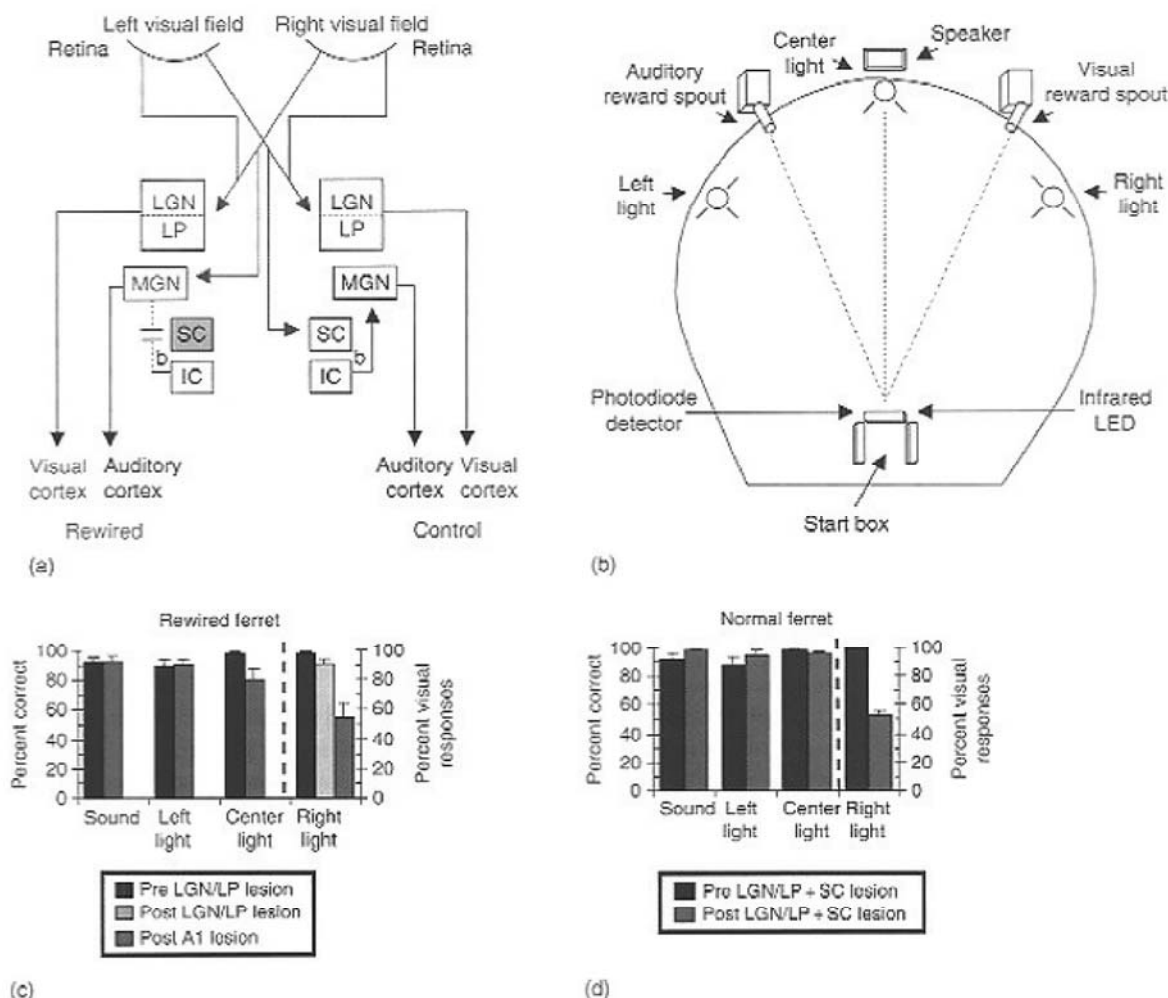 Left visual field
Right visual field
Retina
Retina
LGN
LP
LGN
LP
MGN
MGN
SC
SC
b
b
IC
IC
Visual
cortex
Auditory
cortex
Auditory
cortex
Visual
cortex
Rewired
Control
(a)
Center
light
Speaker
Auditory
reward spout
Visual
reward spout
Left
light
Right
light
Photodiode
detector
Infrared
LED
Start box
(b)
Rewired ferret
Percent correct
100
80
60
40
20
0
100
80
60
40
20
0
Percent visual
responses
Sound
Left
light
Center
light
Right
light
Pre LGN/LP lesion
Post LGN/LP lesion
Post A1 lesion
(c)
Normal ferret
Percent correct
100
80
60
40
20
0
100
80
60
40
20
0
Percent visual
responses
Sound
Left
light
Center
light
Right
light
Pre LGN/LP + SC lesion
Post LGN/LP + SC lesion
(d)